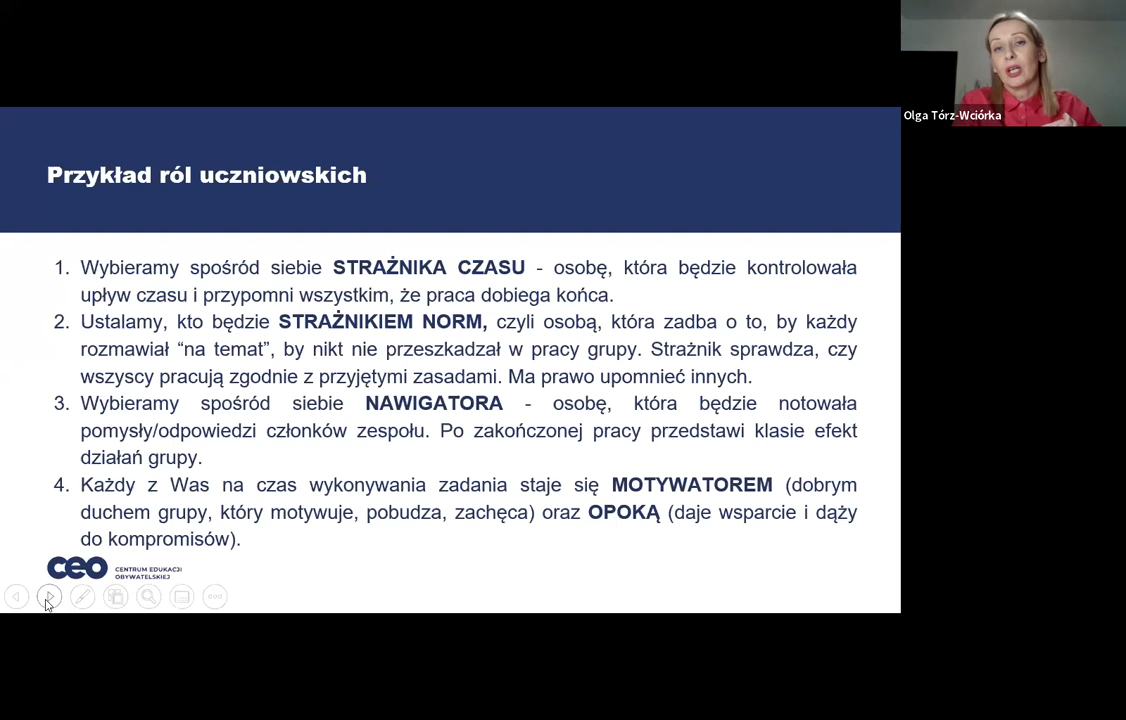 Olga Tórz-Wciórka
Przykład ról uczniowskich
1. Wybieramy spośród siebie STRAŻNIKA CZASU - osobę, która będzie kontrolowała
upływ czasu i przypomni wszystkim, że praca dobiega końca.
2. Ustalamy, kto będzie STRAŻNIKIEM NORM, czyli osobą, która zadba o to, by każdy
rozmawiał “na temat”, by nikt nie przeszkadzał w pracy grupy. Strażnik sprawdza, czy
wszyscy pracują zgodnie z przyjętymi zasadami. Ma prawo upomnieć innych.
3. Wybieramy spośród siebie NAWIGATORA - osobę, która będzie notowała
pomysły/odpowiedzi członków zespołu. Po zakończonej pracy przedstawi klasie efekt
działań grupy.
4. Każdy z Was na czas wykonywania zadania staje się MOTYWATOREM (dobrym
duchem grupy, który motywuje, pobudza, zachęca) oraz OPOKĄ (daje wsparcie i dąży
do kompromisów).
ceo CENTRUM EDUKACJI
OBYWATELSKIEJ